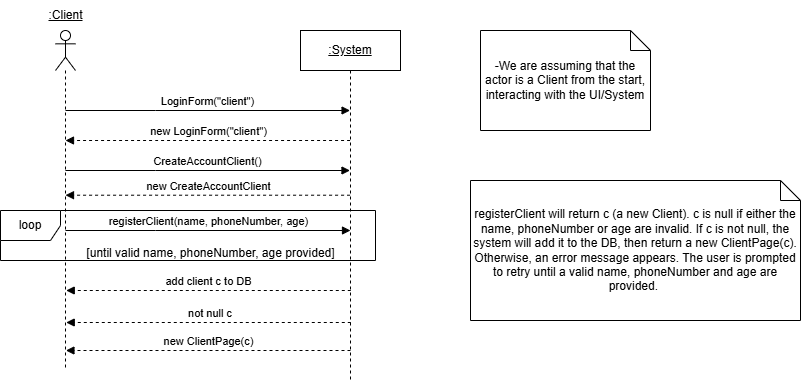 :Client
:System
LoginForm("client")
new LoginForm("client")
CreateAccountClient()
new CreateAccountClient
loop
registerClient(name, phoneNumber, age)
[until valid name, phoneNumber, age provided]
add client c to DB
not null c
new ClientPage(c)
-We are assuming that the
actor is a Client from the start,
interacting with the UI/System
registerClient will return c (a new Client). c is null if either the
name, phoneNumber or age are invalid. If c is not null, the
system will add it to the DB, then return a new ClientPage(c).
Otherwise, an error message appears. The user is prompted
to retry until a valid name, phoneNumber and age are
provided.